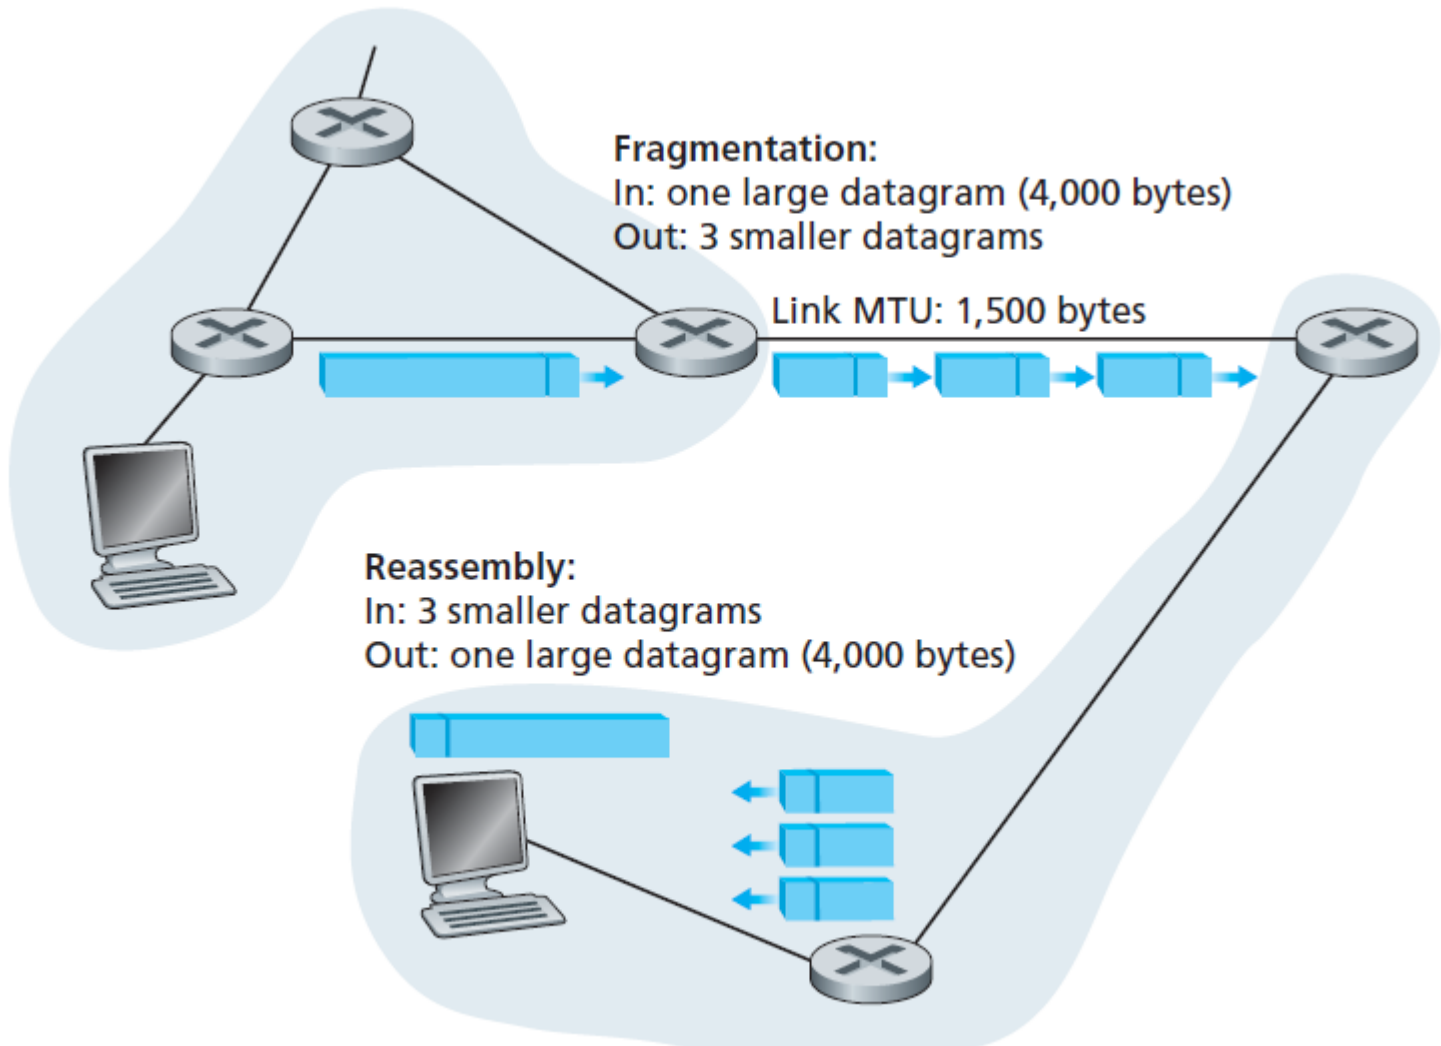 Fragmentation:
In: one large datagram (4,000 bytes)
Out: 3 smaller datagrams
Link MTU: 1,500 bytes
Reassembly:
In: 3 smaller datagrams
Out: one large datagram (4,000 bytes)